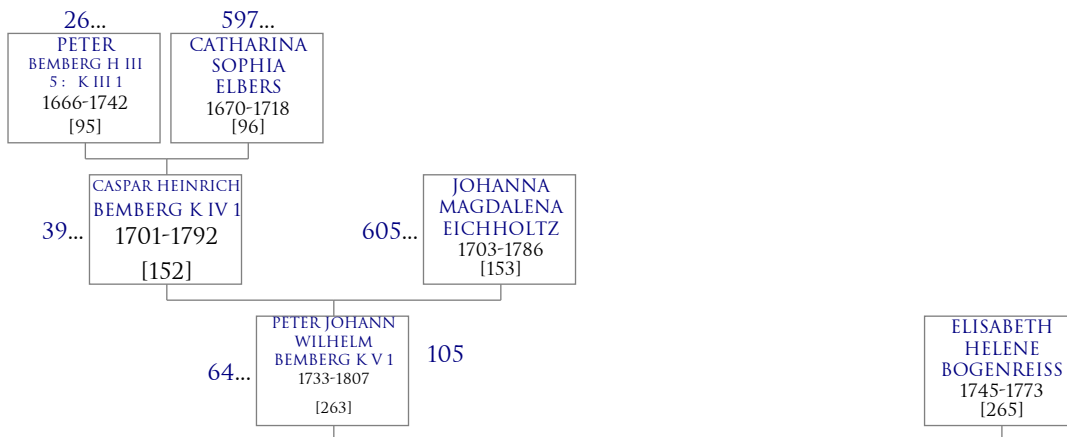 26...
597...
PETER
BEMBERG H III
5 : K III 1
1666-1742
[95]
CATHARINA
SOPHIA
ELBERS
1670-1718
[96]
39...
CASPAR HEINRICH
BEMBERG K IV 1
1701-1792
[152]
605...
JOHANNA
MAGDALENA
EICHHOLTZ
1703-1786
[153]
64...
PETER JOHANN
WILHELM
BEMBERG K V 1
1733-1807
[263]
105
ELISABETH
HELENE
BOGENREISS
1745-1773
[265]